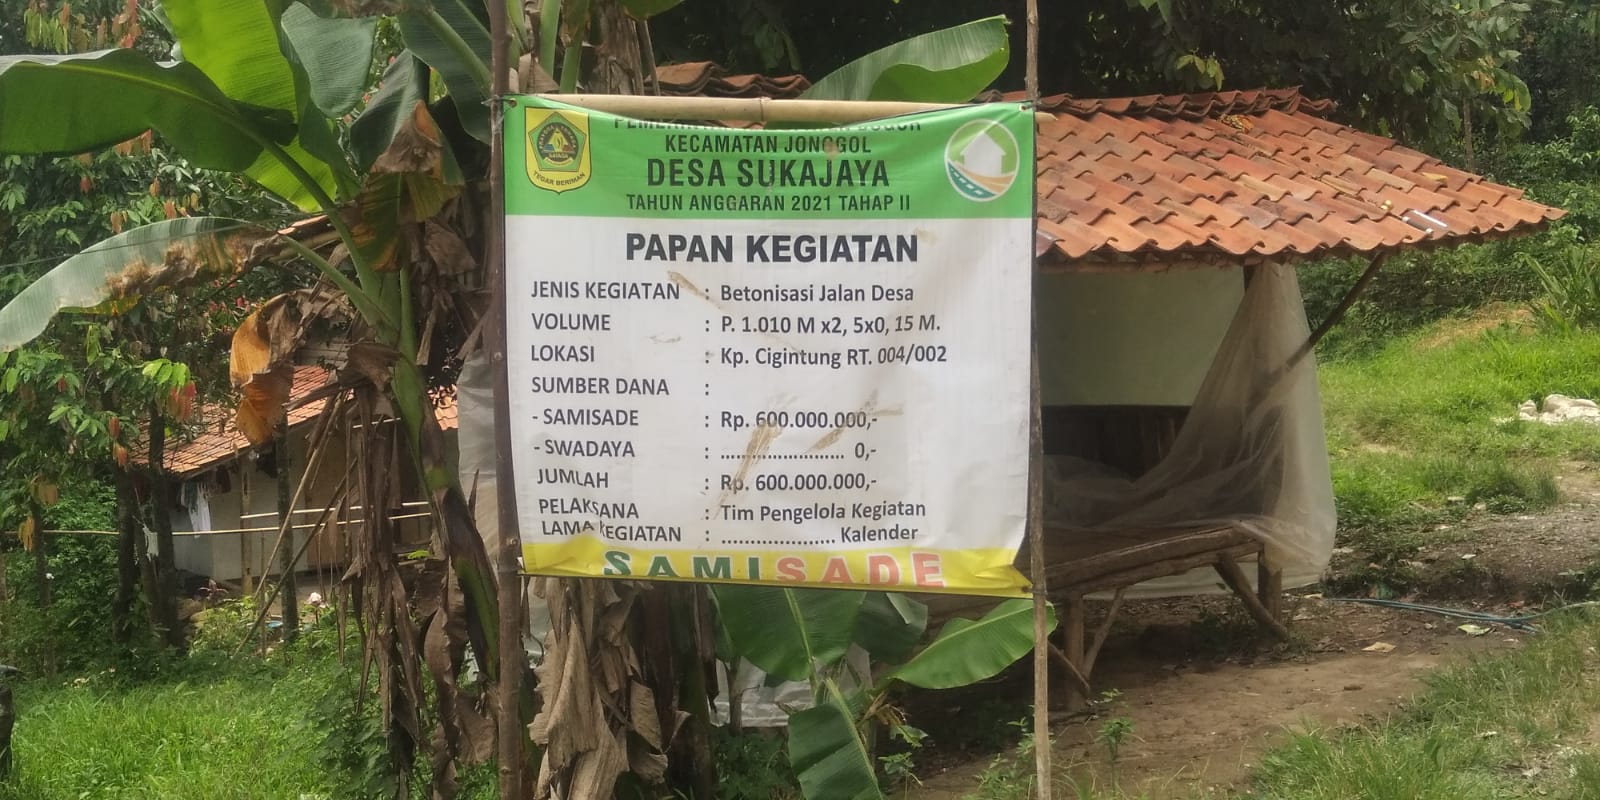 KECAMATAN JONGGOL
DESA SUKAJAYA
TAHUN ANGGARAN 2021 TAHAP II
TEGAR BERIMAN
PAPAN KEGIATAN
JENIS KEGIATAN : Betonisasi Jalan Desa
VOLUME : P. 1.010 M x2, 5x0, 15 M.
LOKASI : Kp. Cigintung RT. 004/002
SUMBER DANA :
- SAMISADE : Rp. 600.000.000,-
- SWADAYA : ...................... 0,-
JUMLAH : Rp. 600.000.000,-
PELAKSANA : Tim Pengelola Kegiatan
LAMA KEGIATAN : .................... Kalender
SAMISADE